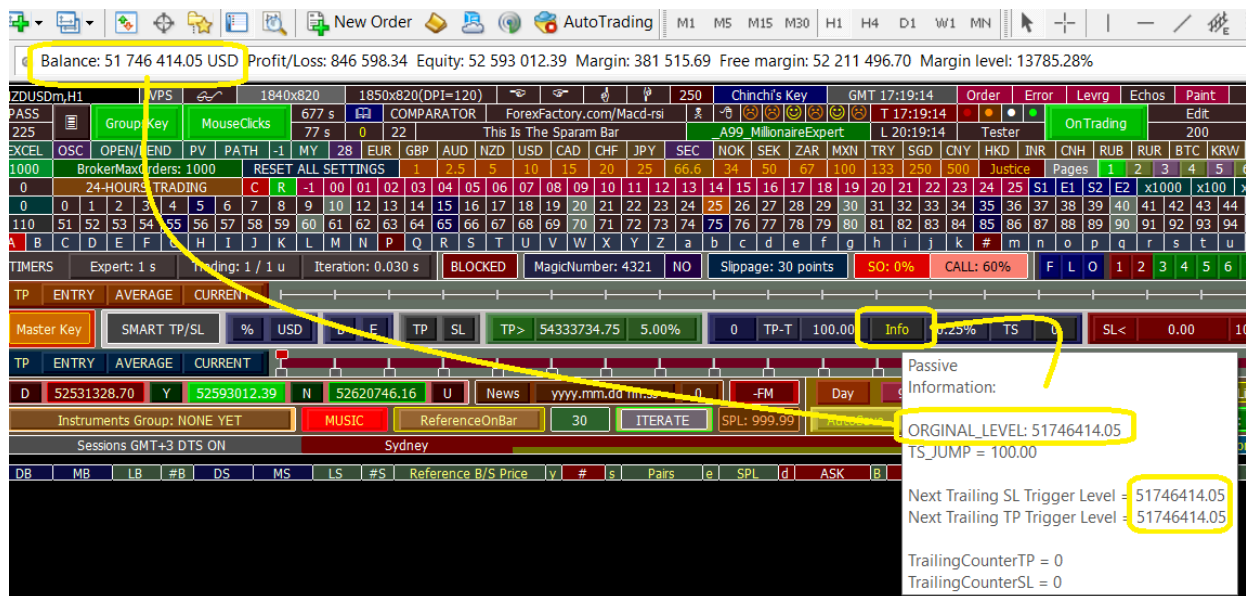 New Order AutoTrading M1 M5 M15 M30 H1 H4 D1 W1 MN
Balance: 51 746 414.05 USD Profit/Loss: 846 598.34 Equity: 52 593 012.39 Margin: 381 515.69 Free margin: 52 211 496.70 Margin level: 13785.28%
NZDUSDm,H1 VPS 1840x820 1850x820(DPI=120) 250 Chinchi's Key GMT 17:19:14 Order Error Levrg Echos Paint
PASS GroupKey MouseClicks 677 s COMPARATOR ForexFactory.com/Macd-rsi T 17:19:14 OnTrading Edit
225 77 s 0 22 This Is The Sparam Bar _A99_MillionaireExpert L 20:19:14 Tester 200
EXCEL OSC OPEN/PEND PV PATH -1 MY 28 EUR GBP AUD NZD USD CAD CHF JPY SEC NOK SEK ZAR MXN TRY SGD CNY HKD INR CNH RUB RUR BTC KRW
1000 BrokerMaxOrders: 1000 RESET ALL SETTINGS 1 2.5 5 10 15 20 25 66.6 34 50 67 100 133 250 500 Justice Pages 1 2 3 4 5
0 24-HOURS TRADING C R -1 00 01 02 03 04 05 06 07 08 09 10 11 12 13 14 15 16 17 18 19 20 21 22 23 24 25 S1 E1 S2 E2 x1000 x100
0 0 1 2 3 4 5 6 7 8 9 10 11 12 13 14 15 16 17 18 19 20 21 22 23 24 25 26 27 28 29 30 31 32 33 34 35 36 37 38 39 40 41 42 43 44
110 51 52 53 54 55 56 57 58 59 60 61 62 63 64 65 66 67 68 69 70 71 72 73 74 75 76 77 78 79 80 81 82 83 84 85 86 87 88 89 90 91 92 93 94
A B C D E F G H I J K L M N P Q R S T U V W X Y Z a b c d e f g h i j k # m n o p q r s t u
TIMERS Expert: 1 s Trading: 1 / 1 u Iteration: 0.030 s BLOCKED MagicNumber: 4321 NO Slippage: 30 points SO: 0% CALL: 60% F L O 1 2 3 4 5 6
TP ENTRY AVERAGE CURRENT
Master Key SMART TP/SL % USD B E TP SL TP> 54333734.75 5.00% 0 TP-T 100.00 Info 0.25% TS 0 SL< 0.00
TP ENTRY AVERAGE CURRENT
D 52531328.70 Y 52593012.39 N 52620746.16 U News yyyy.mm.dd hh:ss 0 -FM Day
Instruments Group: NONE YET MUSIC ReferenceOnBar 30 ITERATE SPL: 999.99
Sessions GMT+3 DTS ON Sydney
DB MB LB #B DS MS LS #S Reference B/S Price y # s Pairs e SPL d ASK B
Passive
Information:
ORGINAL_LEVEL: 51746414.05
TS_JUMP = 100.00
Next Trailing SL Trigger Level = 51746414.05
Next Trailing TP Trigger Level = 51746414.05
TrailingCounterTP = 0
TrailingCounterSL = 0